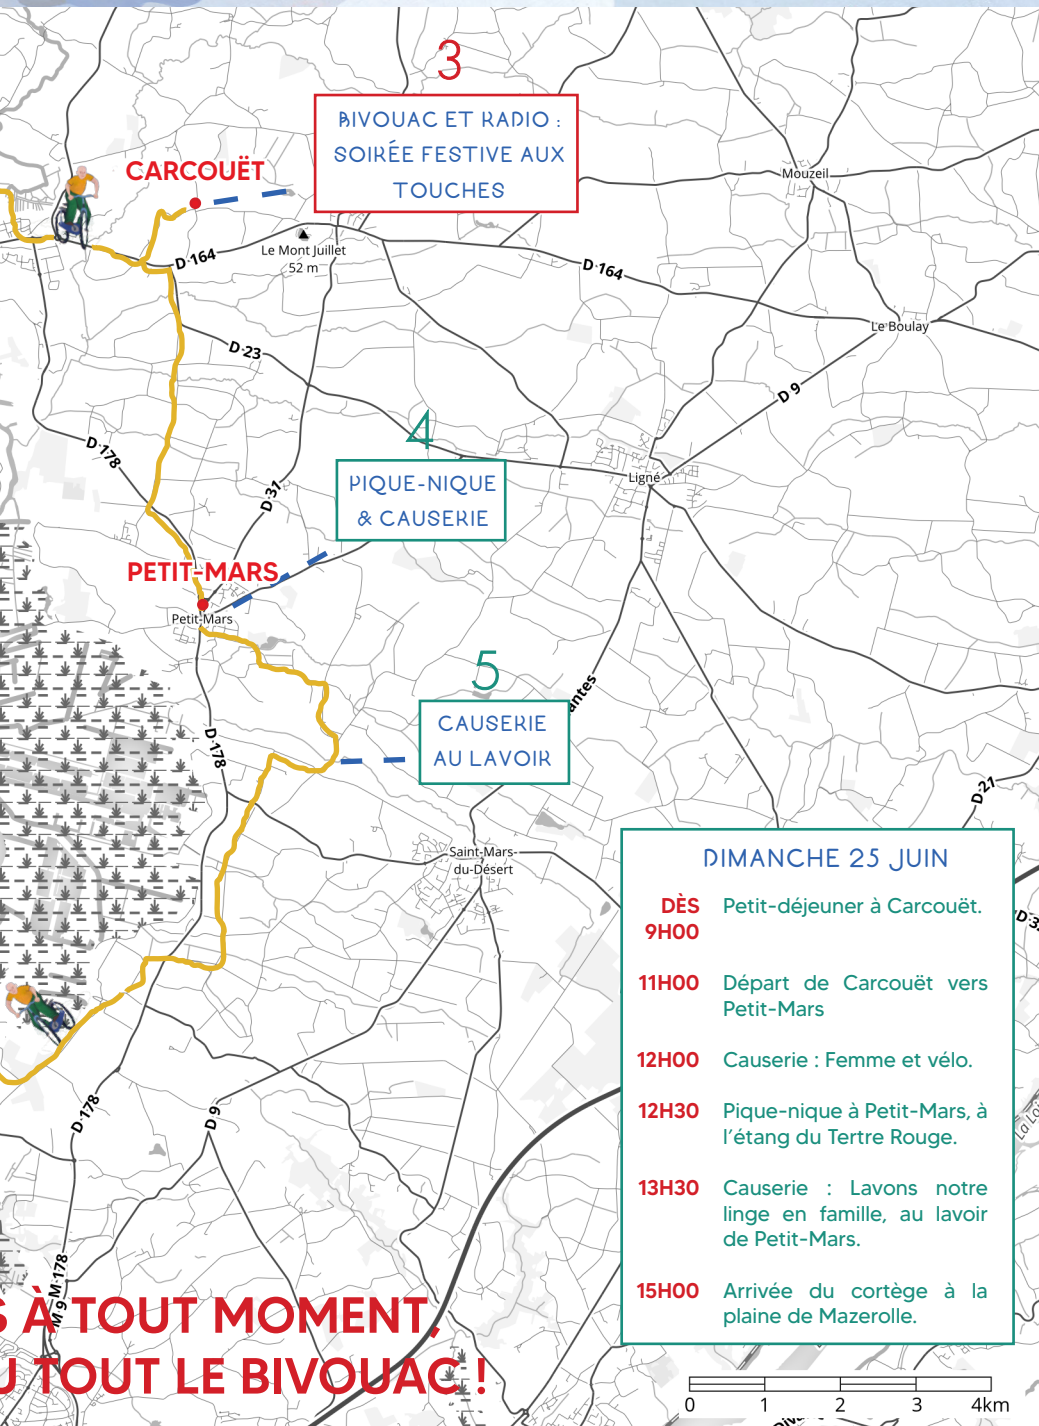 3
BIVOUAC ET RADIO :
SOIRÉE FESTIVE AUX
TOUCHES
CARCOUËT
Mouzeil
Le Mont Juillet
52 m
D 164
D 164
Le Boulay
D 23
D 9
4
PIQUE-NIQUE
& CAUSERIE
D 178
D 31
Ligné
PETIT-MARS
Petit-Mars
5
CAUSERIE
AU LAVOIR
antes
D 178
D 21
Saint-Mars-
du-Désert
DIMANCHE 25 JUIN
DÈS
9H00
Petit-déjeuner à Carcouët.
11H00
Départ de Carcouët vers
Petit-Mars
12H00
Causerie : Femme et vélo.
12H30
Pique-nique à Petit-Mars, à
l'étang du Tertre Rouge.
13H30
Causerie : Lavons notre
linge en famille, au lavoir
de Petit-Mars.
15H00
Arrivée du cortège à la
plaine de Mazerolle.
D 178
D 9
La Loi
M 178
M 9
S À TOUT MOMENT,
U TOUT LE BIVOUAC !
0 1 2 3 4km